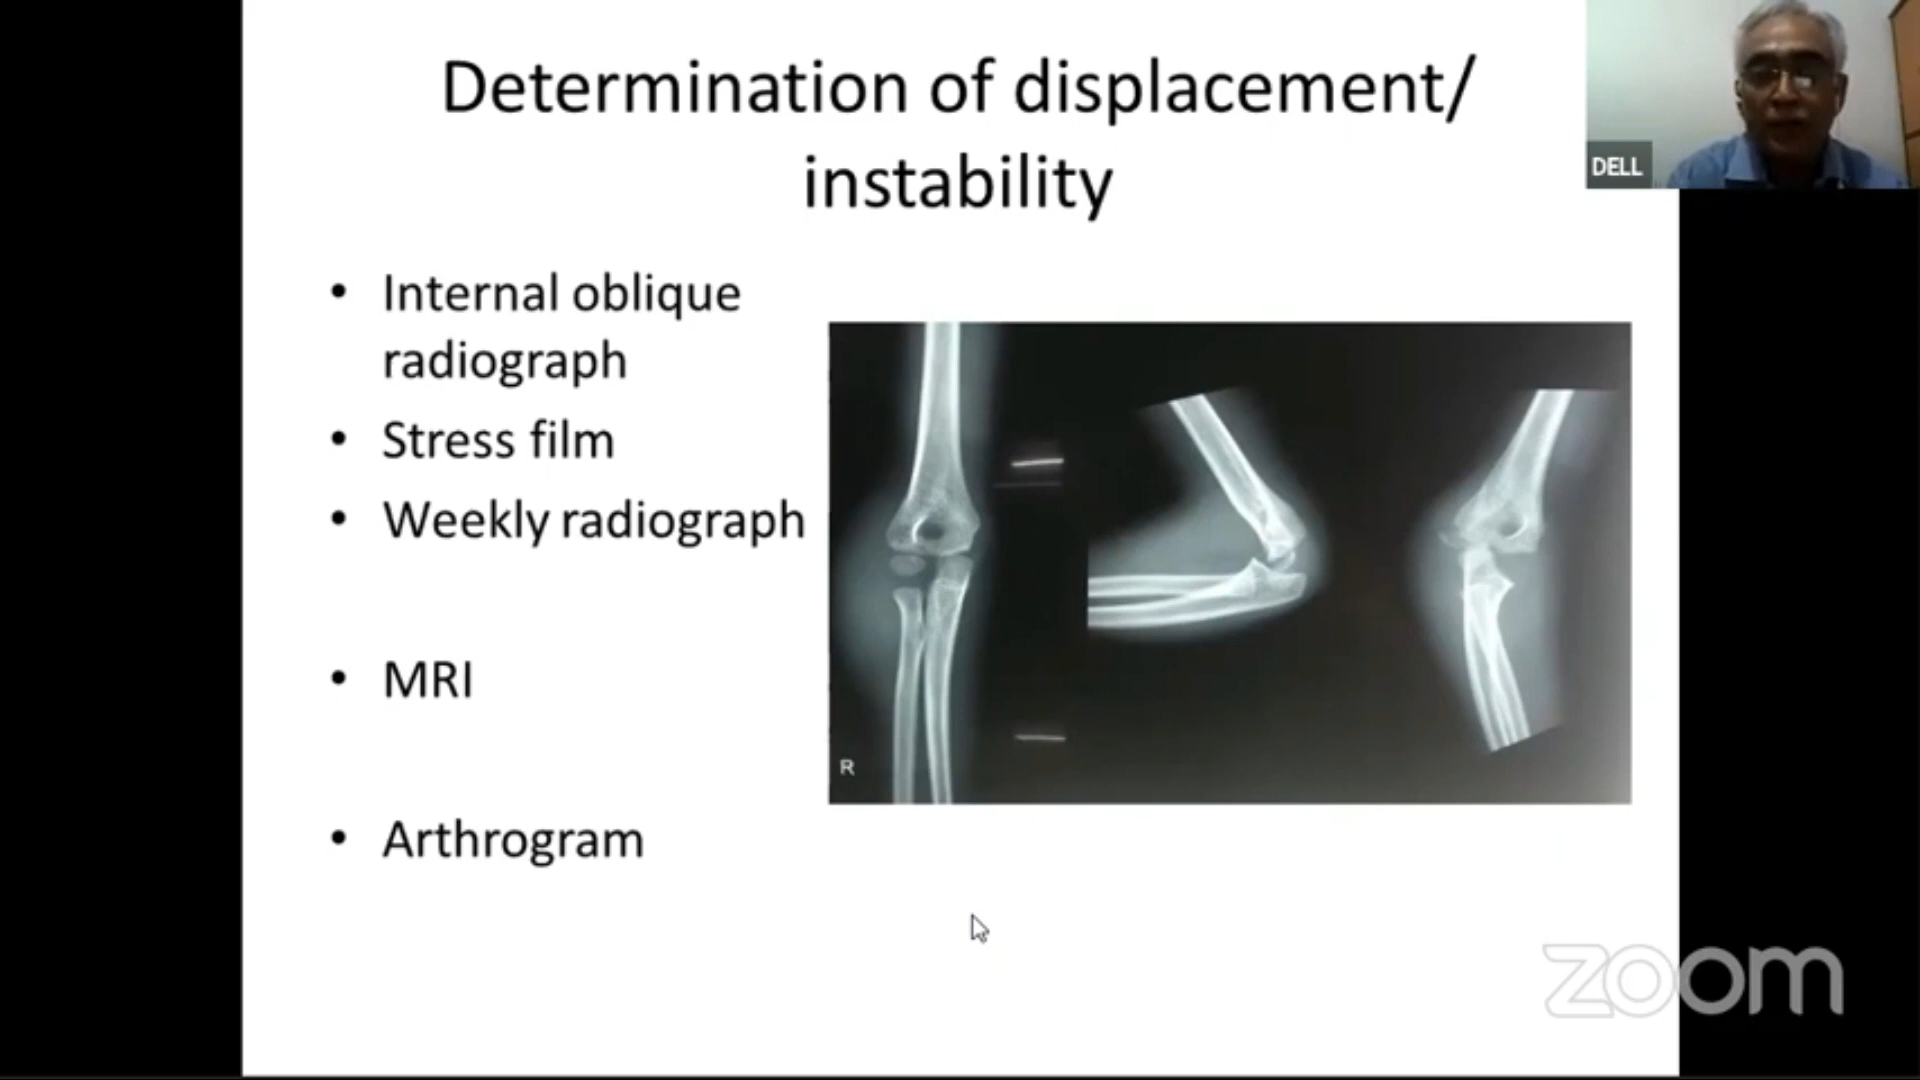 Determination of displacement/
instability
DELL
• Internal oblique
radiograph
• Stress film
• Weekly radiograph
• MRI
• Arthrogram
R
zoom